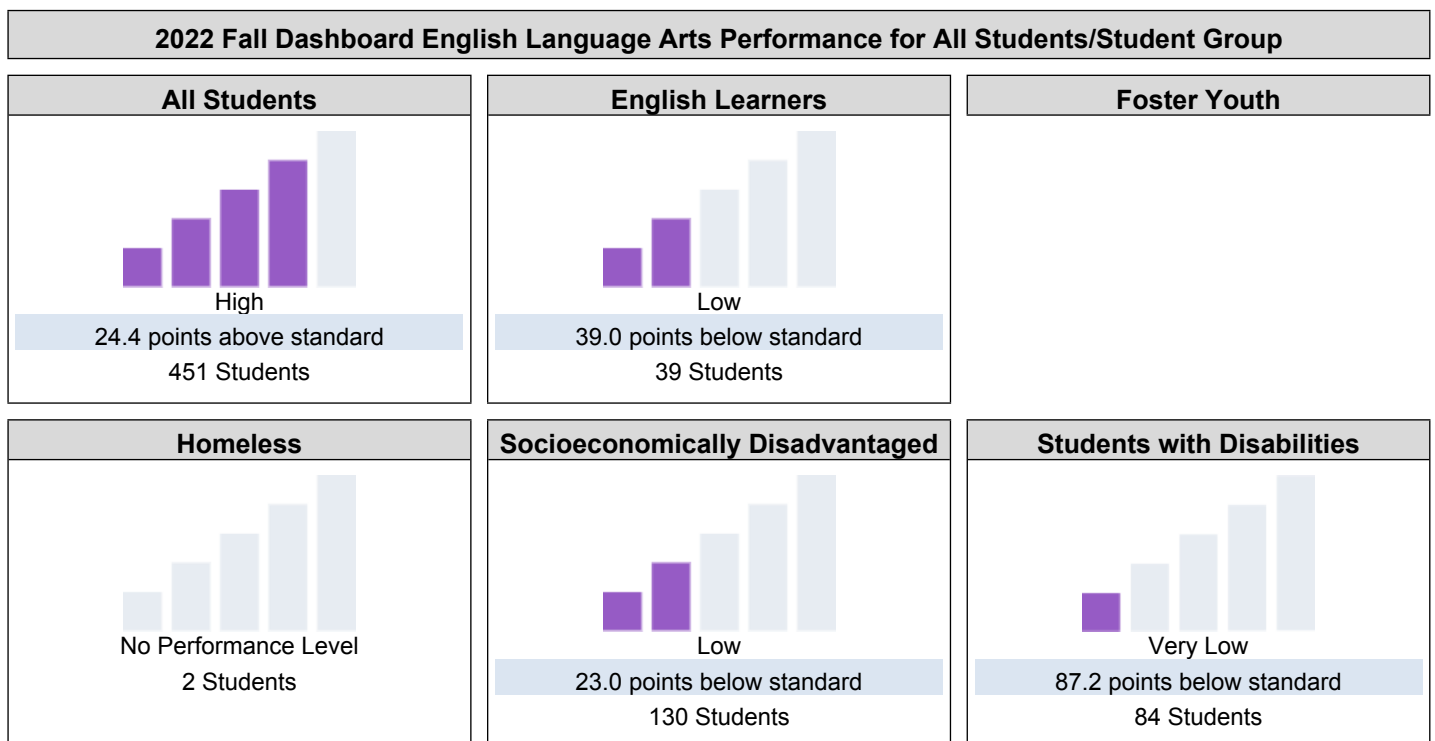 2022 Fall Dashboard English Language Arts Performance for All Students/Student Group
All Students
High
24.4 points above standard
451 Students
English Learners
Low
39.0 points below standard
39 Students
Foster Youth
Homeless
No Performance Level
2 Students
Socioeconomically Disadvantaged
Low
23.0 points below standard
130 Students
Students with Disabilities
Very Low
87.2 points below standard
84 Students